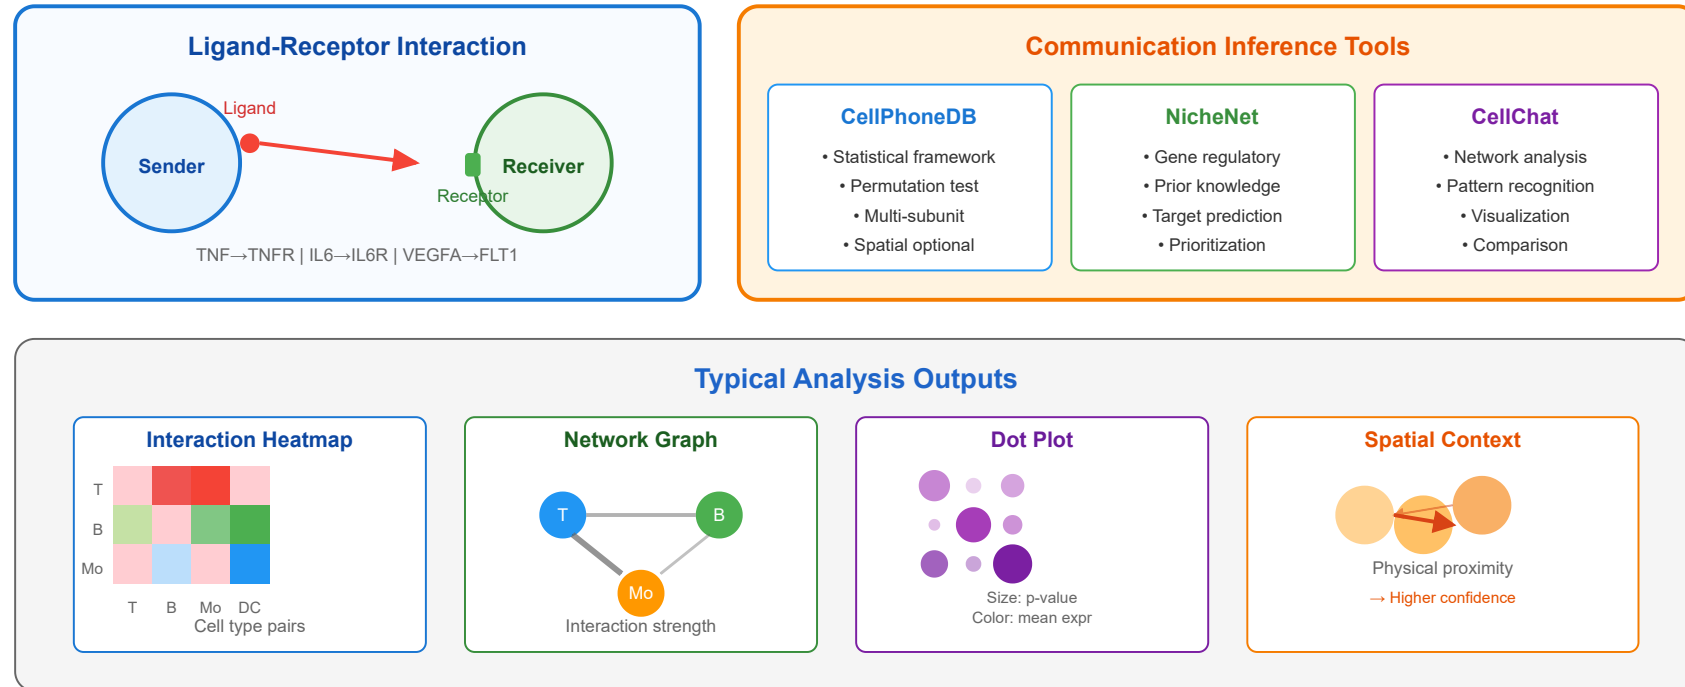 Ligand-Receptor Interaction
Ligand
Sender
Receiver
Receptor
TNF→TNFR | IL6→IL6R | VEGFA→FLT1
Communication Inference Tools
CellPhoneDB
• Statistical framework
• Permutation test
• Multi-subunit
• Spatial optional
NicheNet
• Gene regulatory
• Prior knowledge
• Target prediction
• Prioritization
CellChat
• Network analysis
• Pattern recognition
• Visualization
• Comparison
Typical Analysis Outputs
Interaction Heatmap
T
B
Mo
T B Mo DC
Cell type pairs
Network Graph
T
B
Mo
Interaction strength
Dot Plot
Size: p-value
Color: mean expr
Spatial Context
Physical proximity
→ Higher confidence